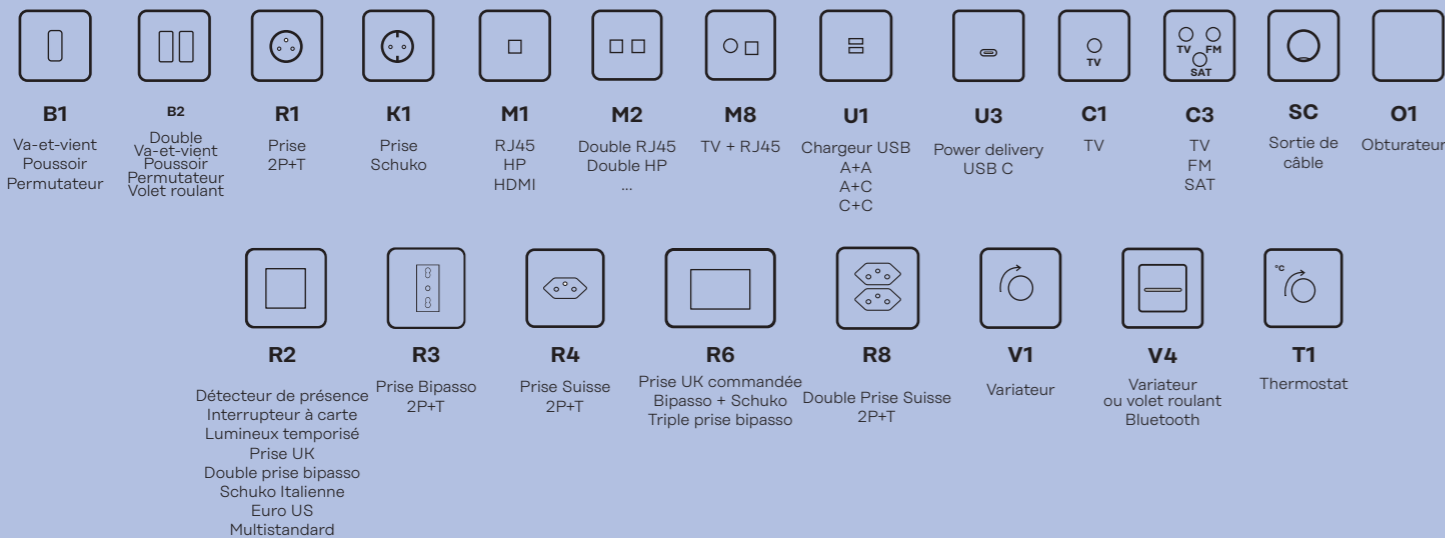 TV
TV FM
SAT
B1
Va-et-vient
Poussoir
Permutateur
B2
Double
Va-et-vient
Poussoir
Permutateur
Volet roulant
R1
Prise
2P+T
K1
Prise
Schuko
M1
RJ45
HP
HDMI
M2
Double RJ45
Double HP
...
M8
TV + RJ45
U1
Chargeur USB
A+A
A+C
C+C
U3
Power delivery
USB C
C1
TV
C3
TV
FM
SAT
SC
Sortie de
câble
O1
Obturateur
°C
R2
Détecteur de présence
Interrupteur à carte
Lumineux temporisé
Prise UK
Double prise bipasso
Schuko Italienne
Euro US
Multistandard
R3
Prise Bipasso
2P+T
R4
Prise Suisse
2P+T
R6
Prise UK commandée
Bipasso + Schuko
Triple prise bipasso
R8
Double Prise Suisse
2P+T
V1
Variateur
V4
Variateur
ou volet roulant
Bluetooth
T1
Thermostat